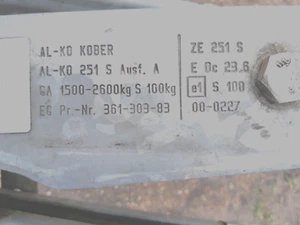 AL-KO KOBER
AL-KO 251 S Ausf. A
GA 1500-2600kg S 100kg
EG Pr.-Nr. 361-303-83
ZE 251 S
E Dc 23,6
e1 S 100
00-0227